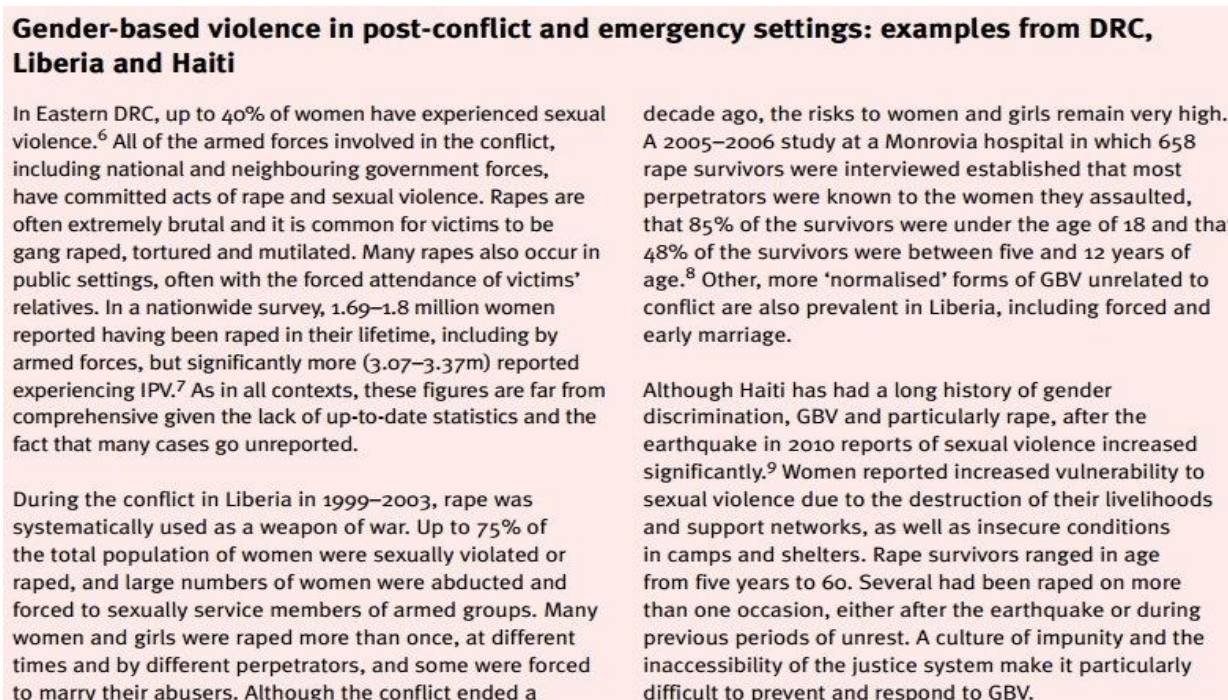 Gender-based violence in post-conflict and emergency settings: examples from DRC,
Liberia and Haiti
In Eastern DRC, up to 40% of women have experienced sexual
violence.6 All of the armed forces involved in the conflict,
including national and neighbouring government forces,
have committed acts of rape and sexual violence. Rapes are
often extremely brutal and it is common for victims to be
gang raped, tortured and mutilated. Many rapes also occur in
public settings, often with the forced attendance of victims’
relatives. In a nationwide survey, 1.69–1.8 million women
reported having been raped in their lifetime, including by
armed forces, but significantly more (3.07–3.37m) reported
experiencing IPV.7 As in all contexts, these figures are far from
comprehensive given the lack of up-to-date statistics and the
fact that many cases go unreported.
During the conflict in Liberia in 1999–2003, rape was
systematically used as a weapon of war. Up to 75% of
the total population of women were sexually violated or
raped, and large numbers of women were abducted and
forced to sexually service members of armed groups. Many
women and girls were raped more than once, at different
times and by different perpetrators, and some were forced
to marry their abusers. Although the conflict ended a
decade ago, the risks to women and girls remain very high.
A 2005–2006 study at a Monrovia hospital in which 658
rape survivors were interviewed established that most
perpetrators were known to the women they assaulted,
that 85% of the survivors were under the age of 18 and tha
48% of the survivors were between five and 12 years of
age.8 Other, more ‘normalised’ forms of GBV unrelated to
conflict are also prevalent in Liberia, including forced and
early marriage.
Although Haiti has had a long history of gender
discrimination, GBV and particularly rape, after the
earthquake in 2010 reports of sexual violence increased
significantly.9 Women reported increased vulnerability to
sexual violence due to the destruction of their livelihoods
and support networks, as well as insecure conditions
in camps and shelters. Rape survivors ranged in age
from five years to 60. Several had been raped on more
than one occasion, either after the earthquake or during
previous periods of unrest. A culture of impunity and the
inaccessibility of the justice system make it particularly
difficult to prevent and respond to GBV.